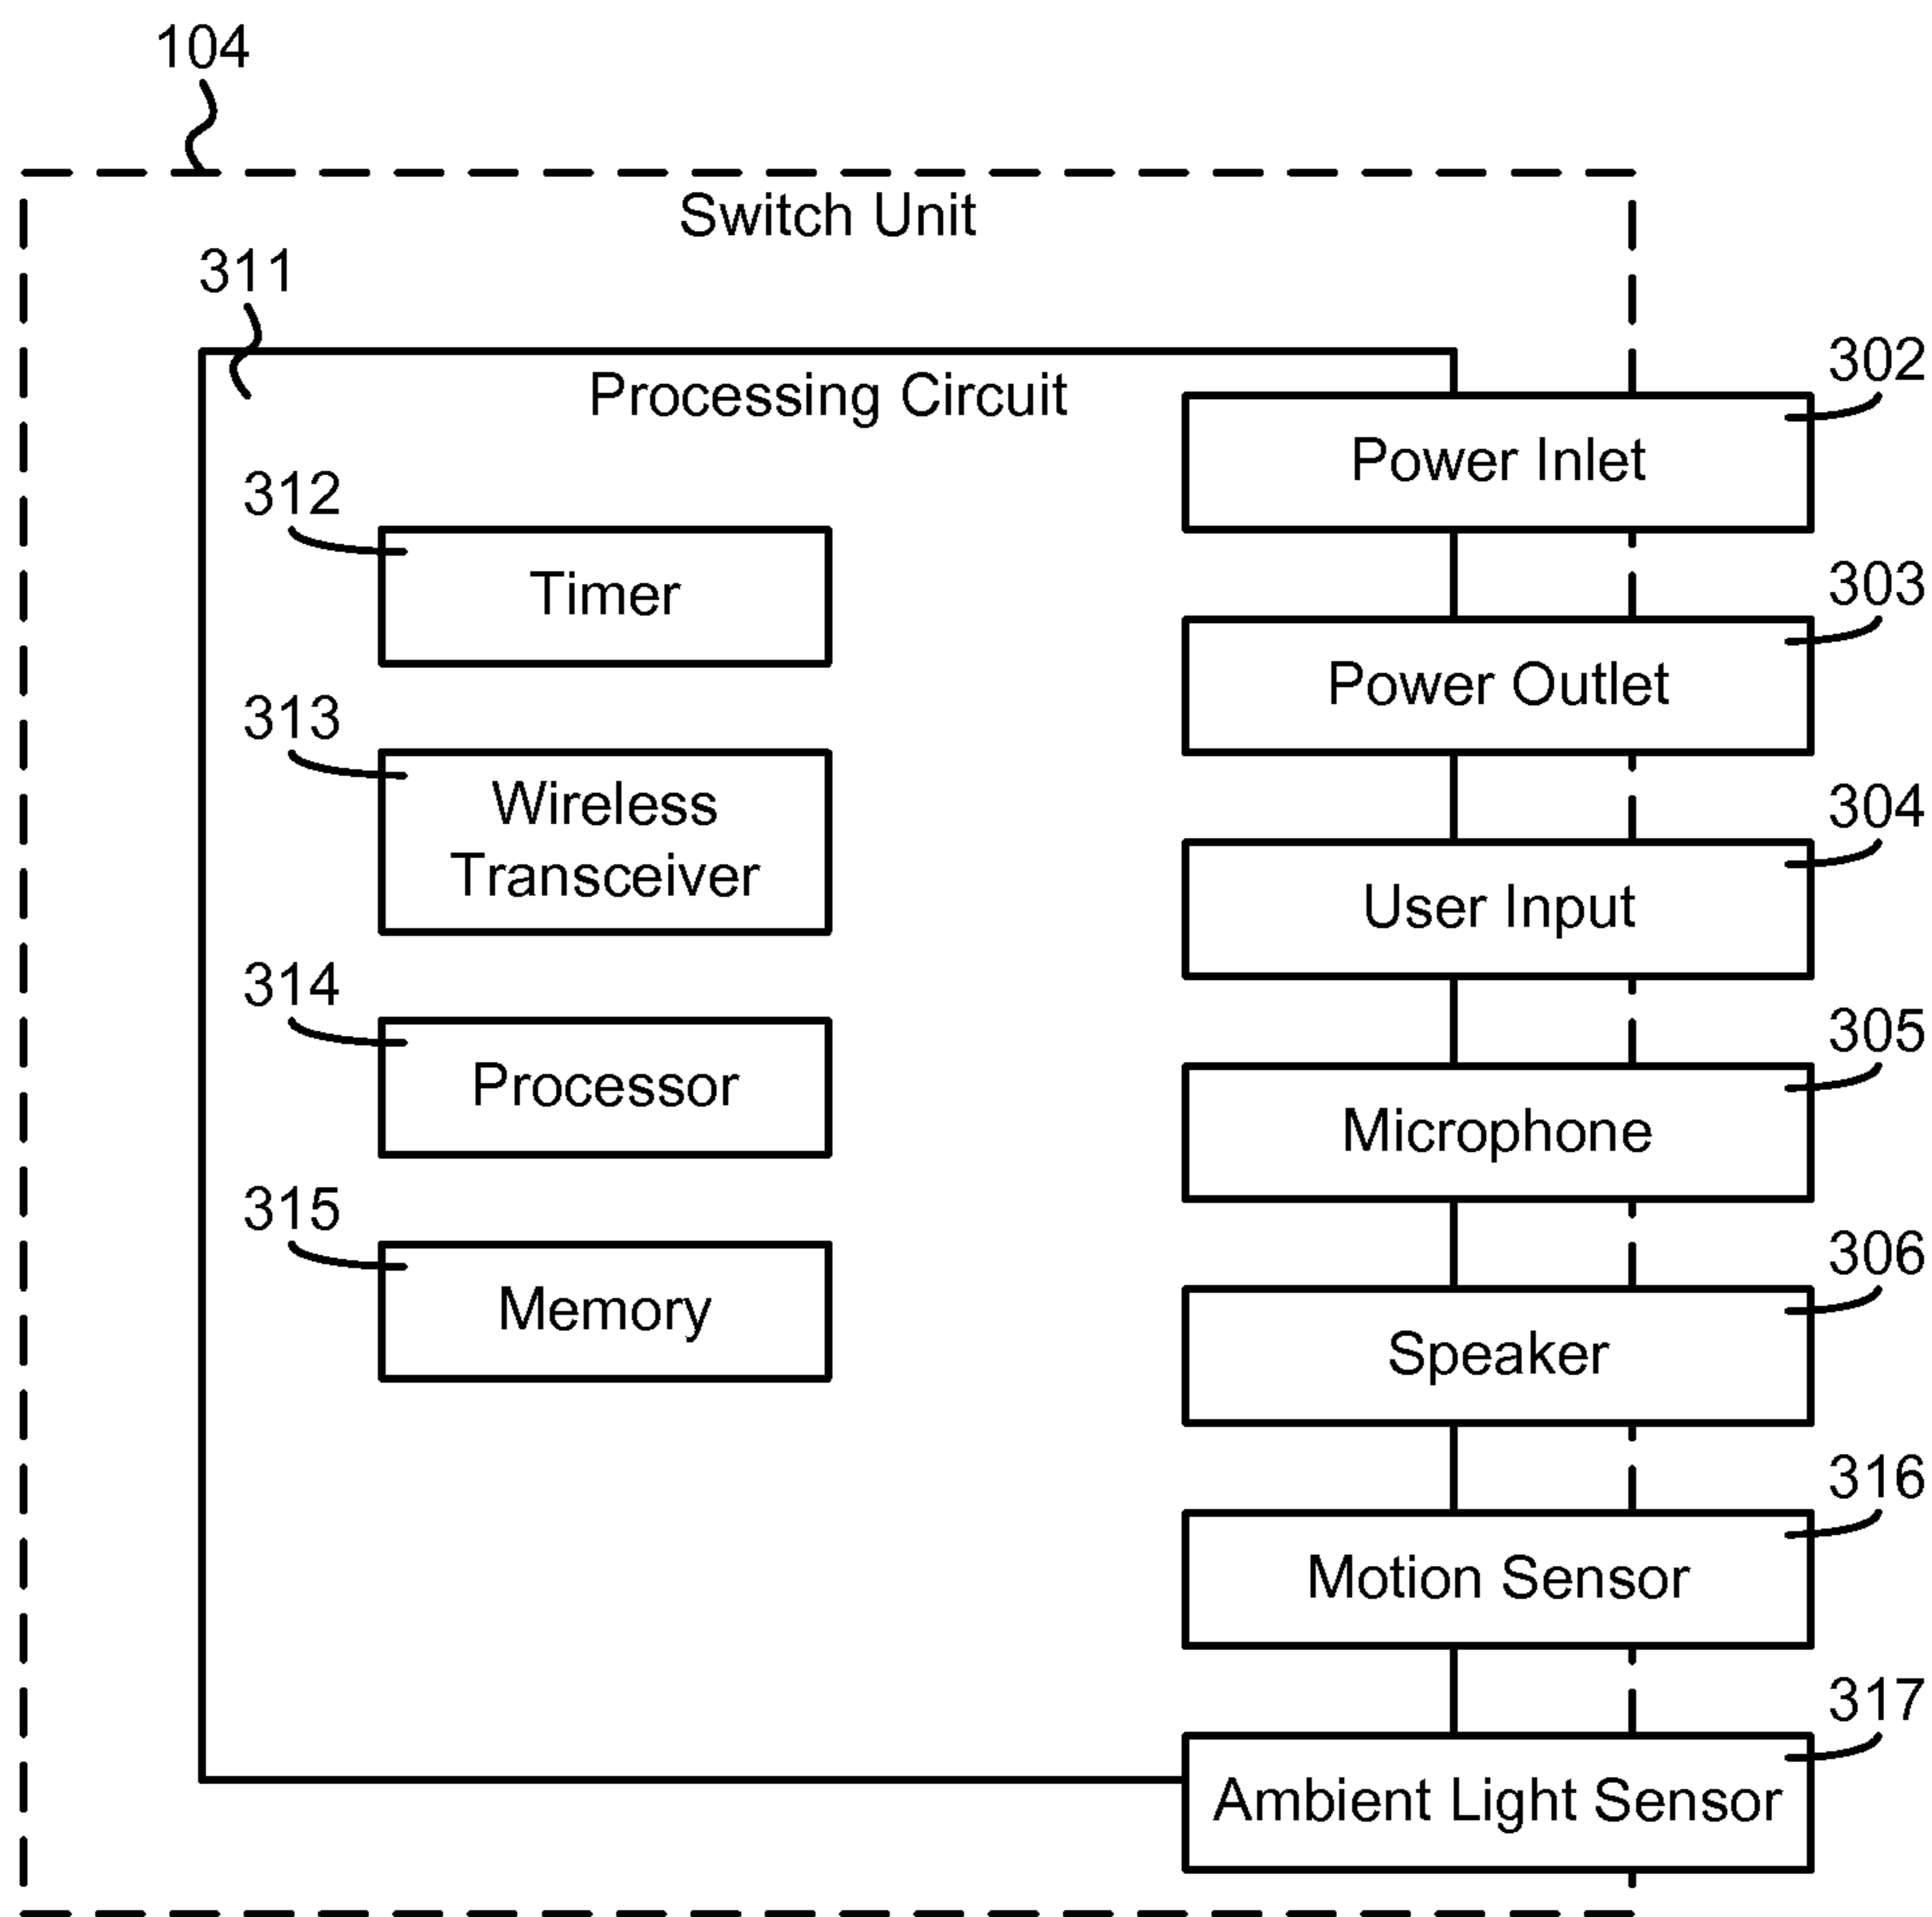 104
Switch Unit
311
Processing Circuit
302
Power Inlet
312
Timer
303
Power Outlet
313
Wireless
Transceiver
304
User Input
314
Processor
305
Microphone
315
Memory
306
Speaker
316
Motion Sensor
317
Ambient Light Sensor